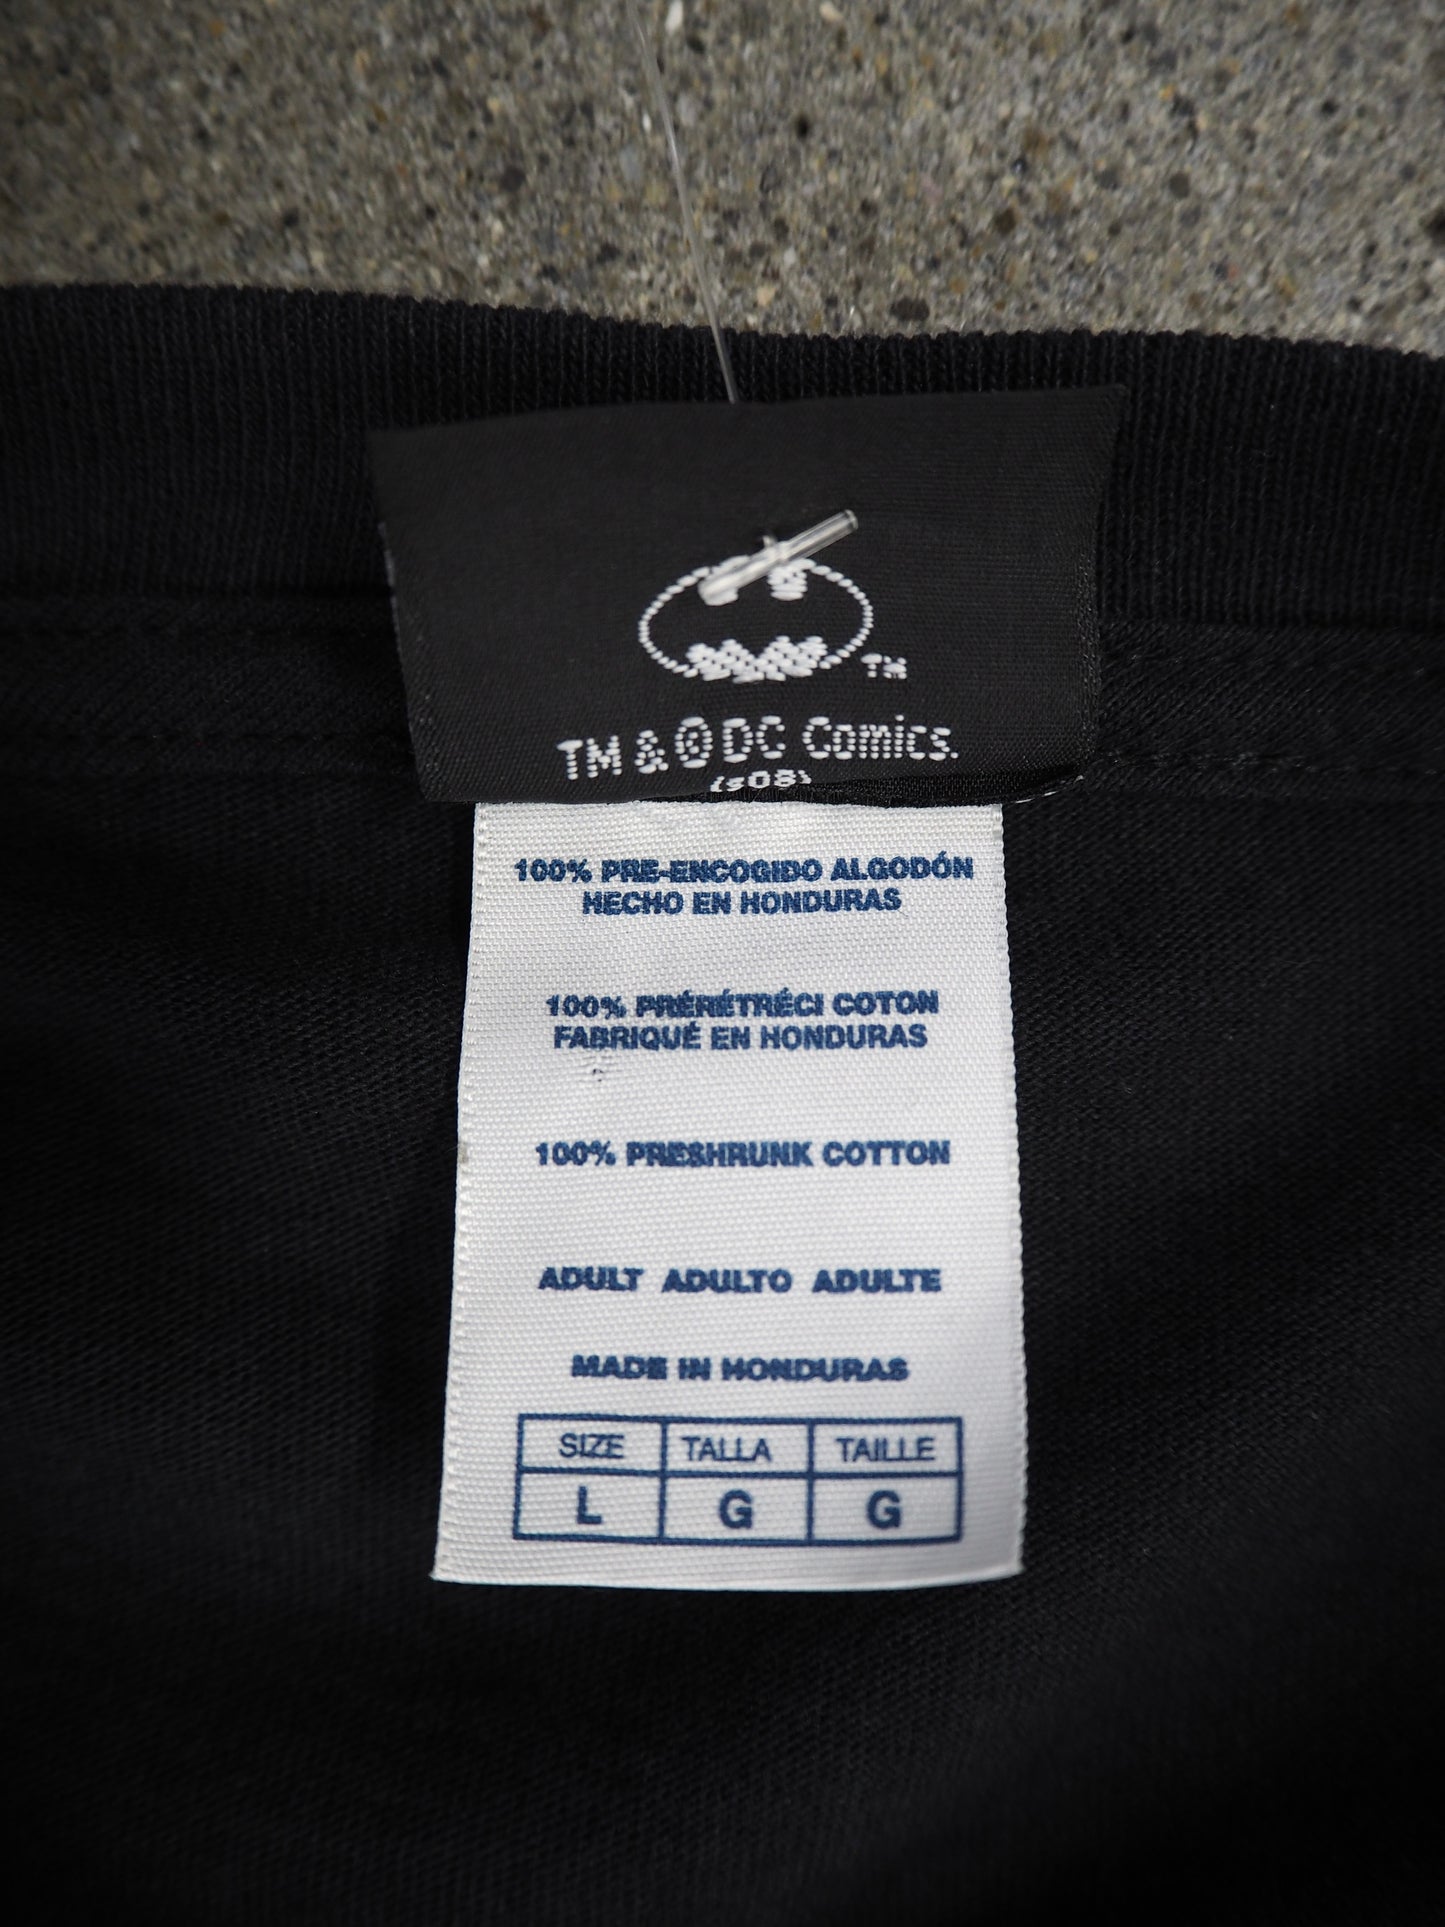 TM
TM & ® DC Comics.
(s08)
100% PRE-ENCOGIDO ALGODÓN
HECHO EN HONDURAS
100% PRÉRÉTRÉCI COTON
FABRIQUÉ EN HONDURAS
100% PRESHRUNK COTTON
ADULT ADULTO ADULTE
MADE IN HONDURAS
SIZE TALLA TAILLE
L G G